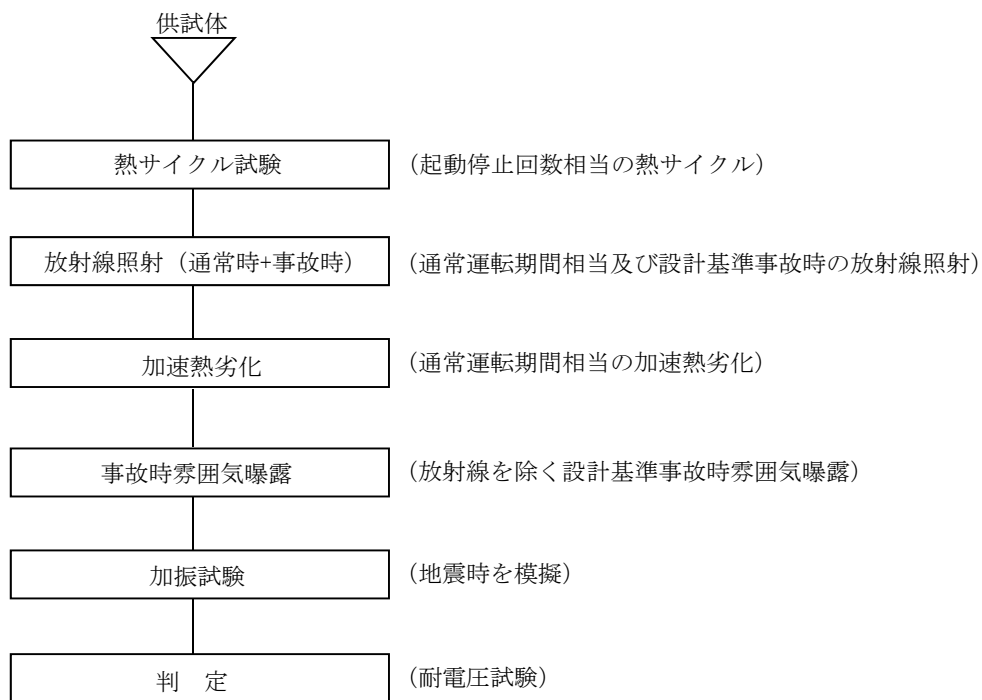 供試体
熱サイクル試験 (起動停止回数相当の熱サイクル)
放射線照射(通常時+事故時) (通常運転期間相当及び設計基準事故時の放射線照射)
加速熱劣化 (通常運転期間相当の加速熱劣化)
事故時雰囲気曝露 (放射線を除く設計基準事故時雰囲気曝露)
加振試験 (地震時を模擬)
判 定 (耐電圧試験)